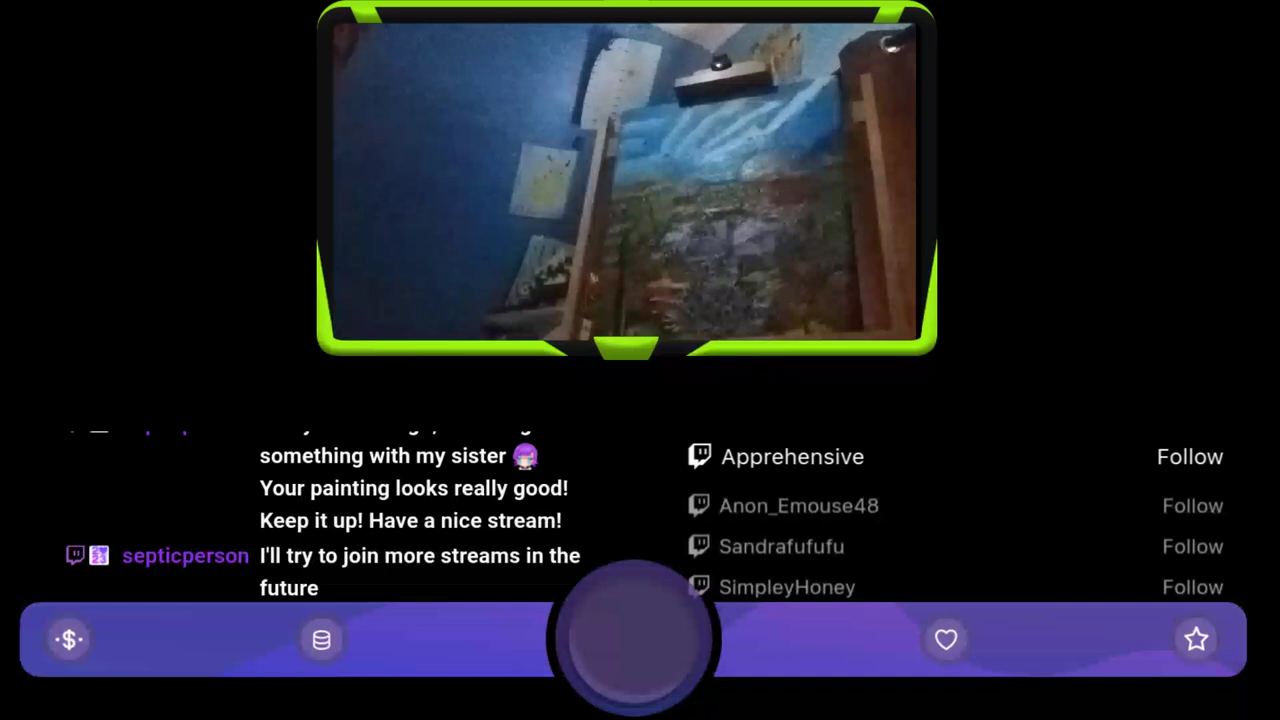 something with my sister
Your painting looks really good!
Keep it up! Have a nice stream!
septicperson I'll try to join more streams in the
future
Apprehensive Follow
Anon_Emouse48 Follow
Sandrafufufu Follow
SimpleyHoney Follow